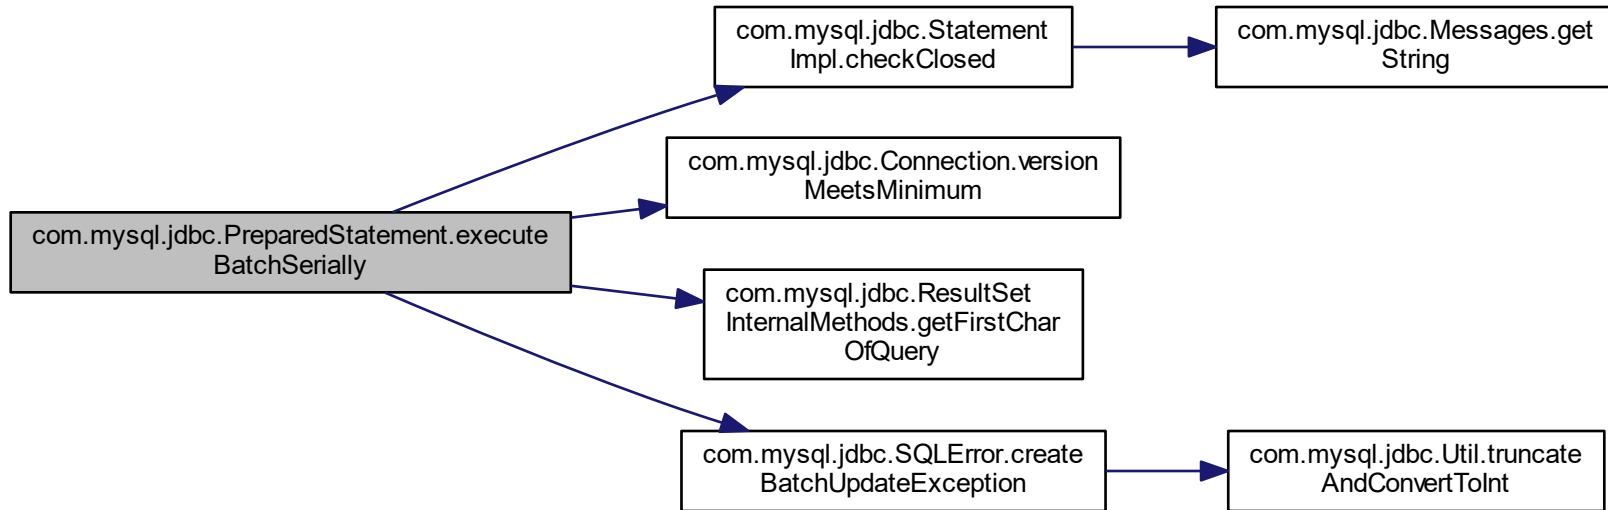 com.mysql.jdbc.Statement
Impl.checkClosed
com.mysql.jdbc.Messages.get
String
com.mysql.jdbc.Connection.version
MeetsMinimum
com.mysql.jdbc.PreparedStatement.execute
BatchSerially
com.mysql.jdbc.ResultSet
InternalMethods.getFirstChar
OfQuery
com.mysql.jdbc.SQLError.create
BatchUpdateException
com.mysql.jdbc.Util.truncate
AndConvertToInt